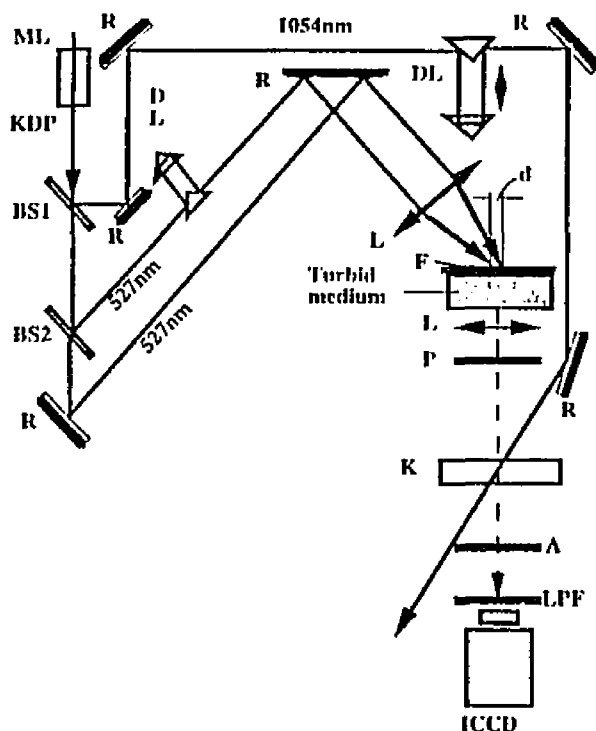 1054nm
ML
R
R
R
DL
KDP
D
L
d
BS1
R
L
F
Turbid
medium
527nm
527nm
BS2
L
P
R
R
K
A
LPF
ICCD